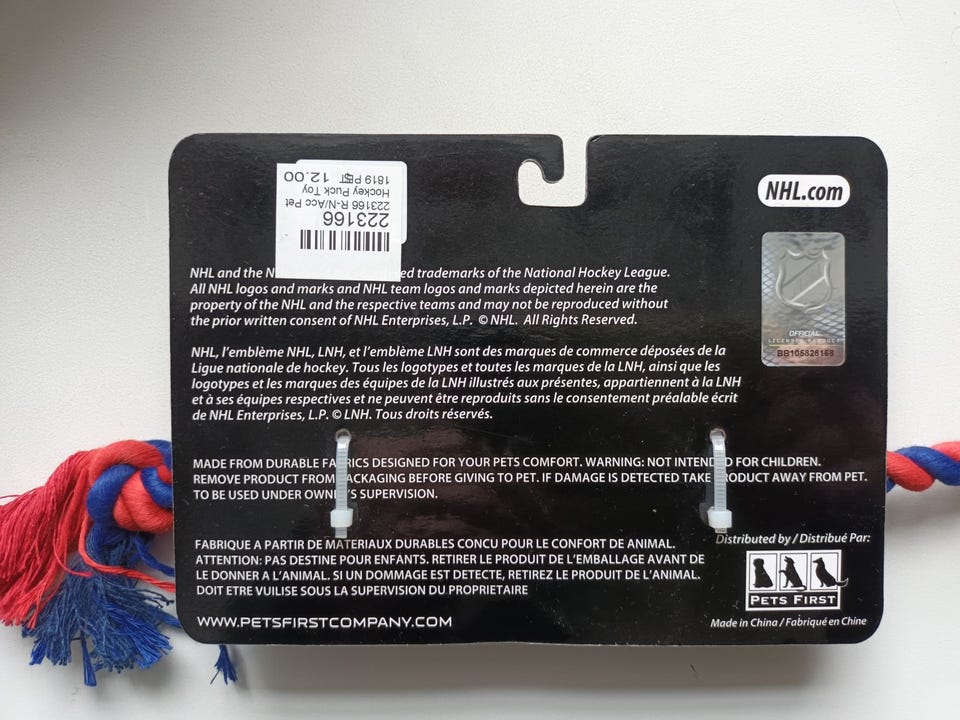 223166
223166 R-N/Acc Pet
Hockey Puck Toy
1819 PET $ 12.00
NHL.com
NHL and the N ed trademarks of the National Hockey League.
All NHL logos and marks and NHL team logos and marks depicted herein are the
property of the NHL and the respective teams and may not be reproduced without
the prior written consent of NHL Enterprises, L.P. © NHL. All Rights Reserved.
OFFICIAL
LICENSED PRODUCT
BB105828168
NHL, l'emblème NHL, LNH, et l'emblème LNH sont des marques de commerce déposées de la
Ligue nationale de hockey. Tous les logotypes et toutes les marques de la LNH, ainsi que les
logotypes et les marques des équipes de la LNH illustrés aux présentes, appartiennent à la LNH
et à ses équipes respectives et ne peuvent être reproduits sans le consentement préalable écrit
de NHL Enterprises, L.P. © LNH. Tous droits réservés.
MADE FROM DURABLE FABRICS DESIGNED FOR YOUR PETS COMFORT. WARNING: NOT INTENDED FOR CHILDREN.
REMOVE PRODUCT FROM PACKAGING BEFORE GIVING TO PET. IF DAMAGE IS DETECTED TAKE PRODUCT AWAY FROM PET.
TO BE USED UNDER OWNER'S SUPERVISION.
FABRIQUE A PARTIR DE MATERIAUX DURABLES CONCU POUR LE CONFORT DE ANIMAL.
ATTENTION: PAS DESTINE POUR ENFANTS. RETIRER LE PRODUIT DE L'EMBALLAGE AVANT DE
LE DONNER A L'ANIMAL. SI UN DOMMAGE EST DETECTE, RETIREZ LE PRODUIT DE L'ANIMAL.
DOIT ETRE VUILISE SOUS LA SUPERVISION DU PROPRIETAIRE
WWW.PETSFIRSTCOMPANY.COM
Distributed by / Distribué Par:
PETS FIRST
Made in China / Fabriqué en Chine